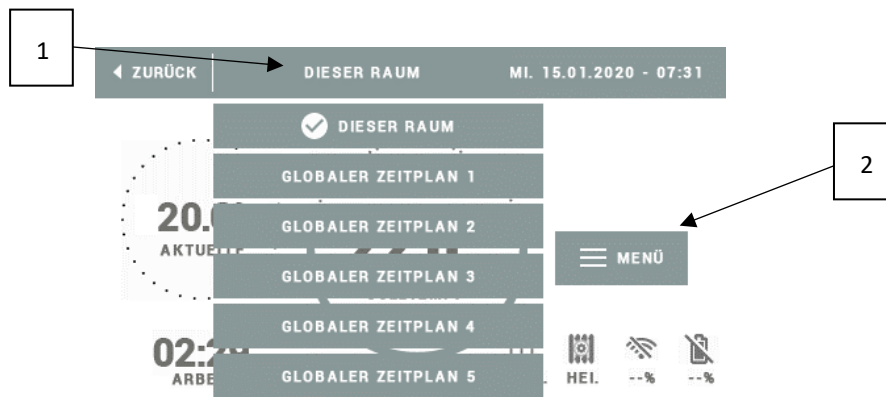 1
ZURÜCK DIESER RAUM MI. 15.01.2020 - 07:31
DIESER RAUM
GLOBALER ZEITPLAN 1
2
GLOBALER ZEITPLAN 2
GLOBALER ZEITPLAN 3
MENÜ
GLOBALER ZEITPLAN 4
GLOBALER ZEITPLAN 5
HEI. --% --%